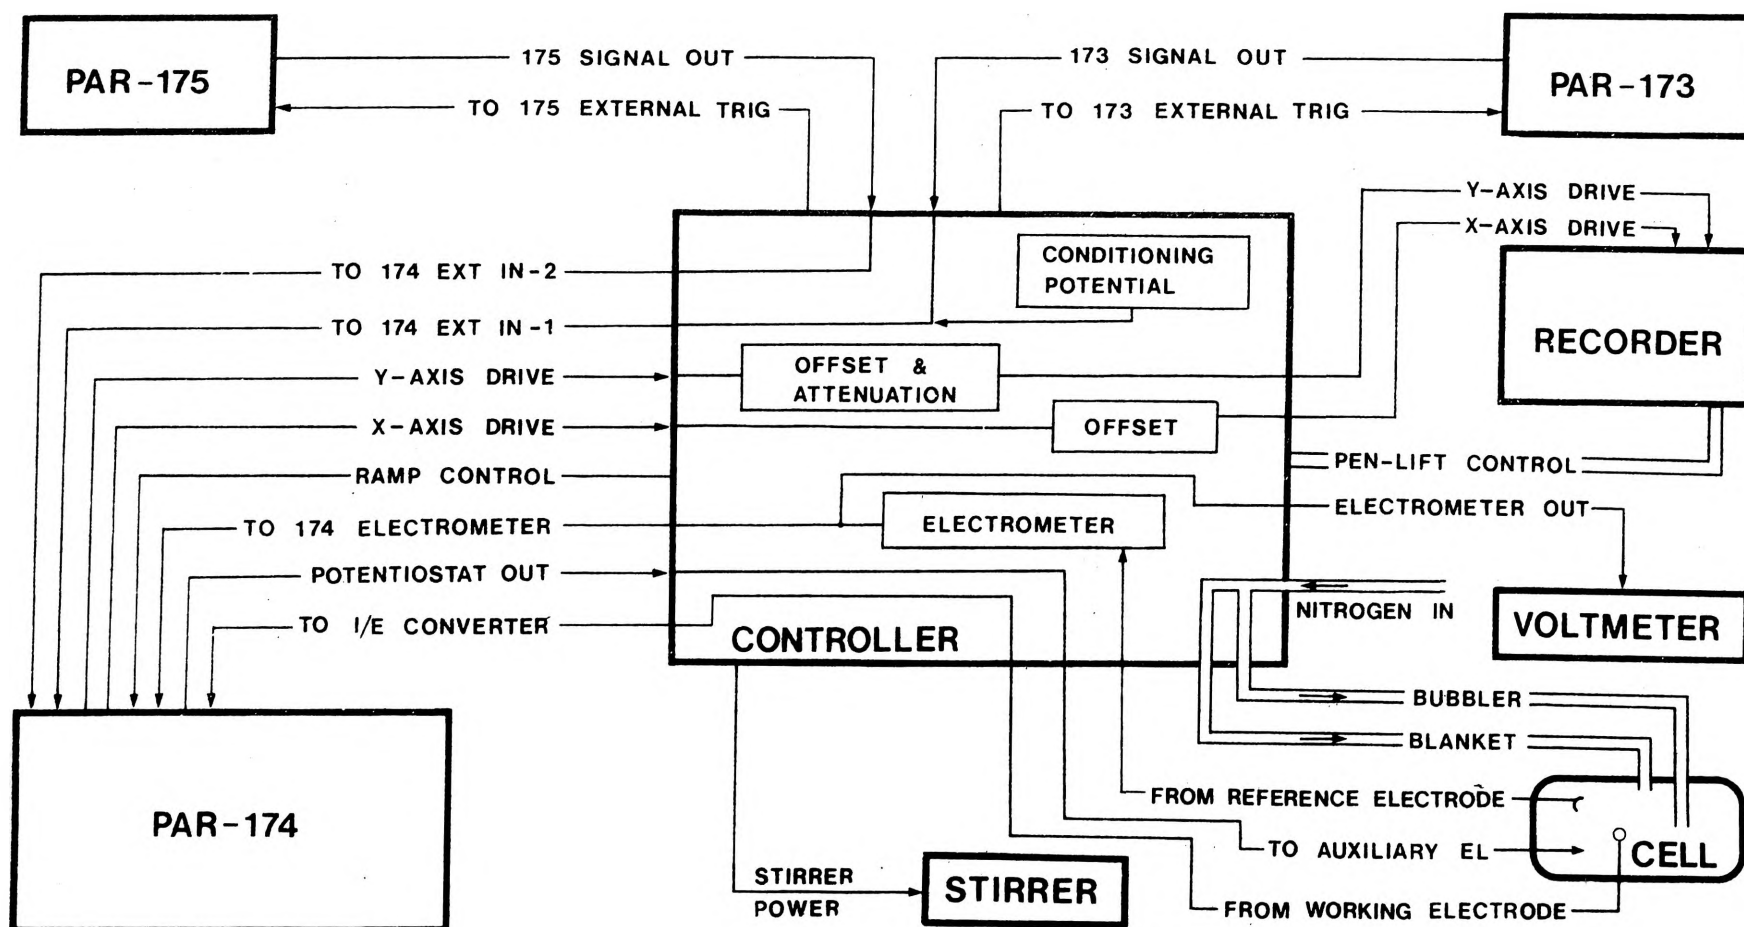 PAR-175
175 SIGNAL OUT
TO 175 EXTERNAL TRIG
173 SIGNAL OUT
TO 173 EXTERNAL TRIG
PAR-173
Y-AXIS DRIVE
X-AXIS DRIVE
RECORDER
CONDITIONING
POTENTIAL
TO 174 EXT IN-2
TO 174 EXT IN-1
Y-AXIS DRIVE
X-AXIS DRIVE
RAMP CONTROL
TO 174 ELECTROMETER
POTENTIOSTAT OUT
TO I/E CONVERTER
OFFSET &
ATTENUATION
OFFSET
ELECTROMETER
CONTROLLER
PEN-LIFT CONTROL
ELECTROMETER OUT
NITROGEN IN
VOLTMETER
BUBBLER
BLANKET
FROM REFERENCE ELECTRODE
TO AUXILIARY EL
FROM WORKING ELECTRODE
CELL
PAR-174
STIRRER
POWER
STIRRER